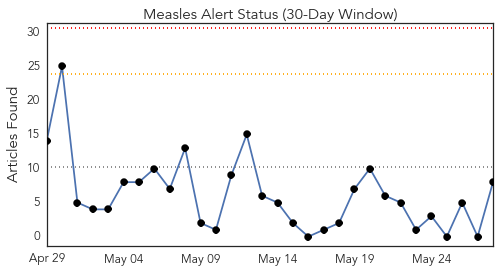 Measles Alert Status (30-Day Window)
Articles Found
30
25
20
15
10
5
0
Apr 29 May 04 May 09 May 14 May 19 May 24